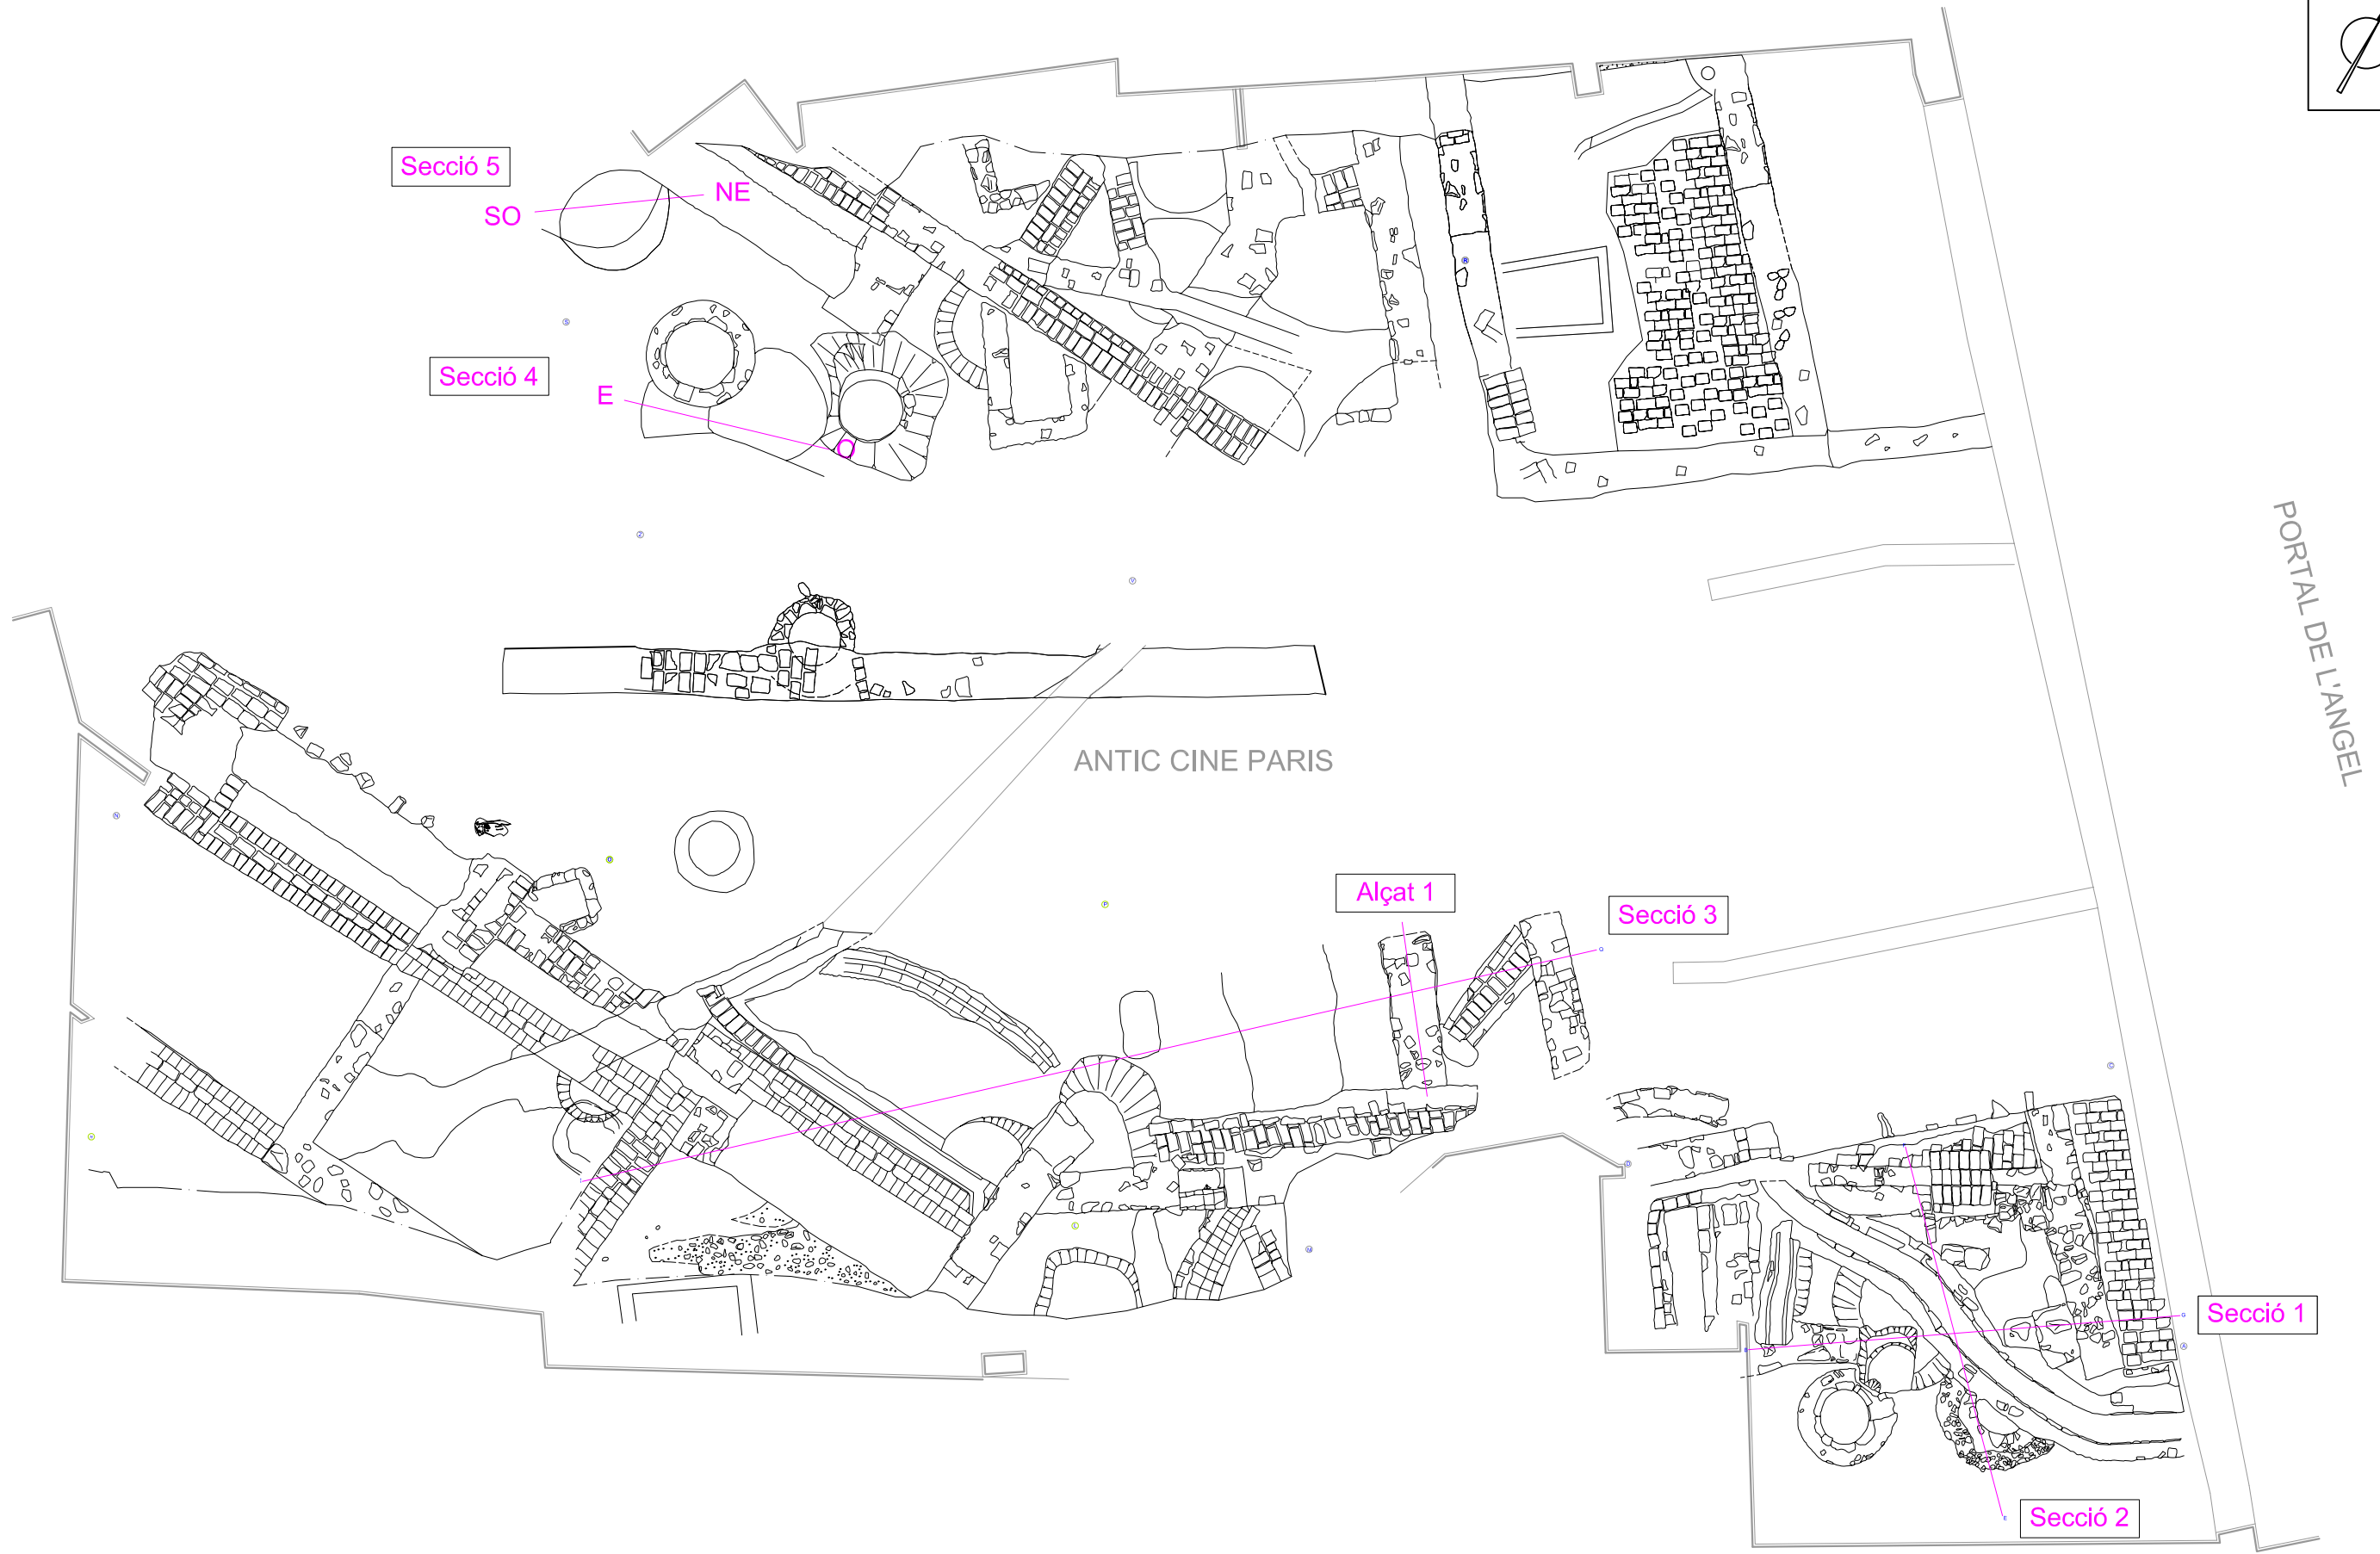 Secció 5
NE
SO
Secció 4
E
O
PORTAL DE L'ANGEL
ANTIC CINE PARIS
Alçat 1
Secció 3
Secció 1
Secció 2